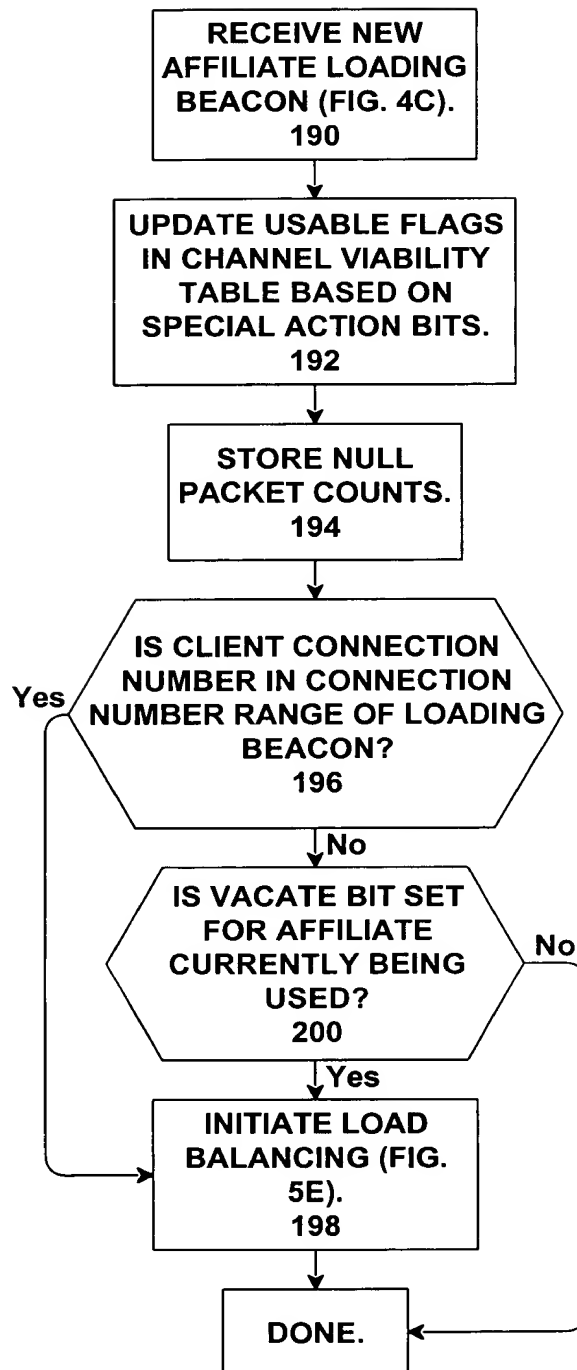 RECEIVE NEW
AFFILIATE LOADING
BEACON (FIG. 4C).
190
UPDATE USABLE FLAGS
IN CHANNEL VIABILITY
TABLE BASED ON
SPECIAL ACTION BITS.
192
STORE NULL
PACKET COUNTS.
194
IS CLIENT CONNECTION
NUMBER IN CONNECTION
NUMBER RANGE OF LOADING
BEACON?
196
Yes
No
IS VACATE BIT SET
FOR AFFILIATE
CURRENTLY BEING
USED?
200
No
Yes
INITIATE LOAD
BALANCING (FIG.
5E).
198
DONE.